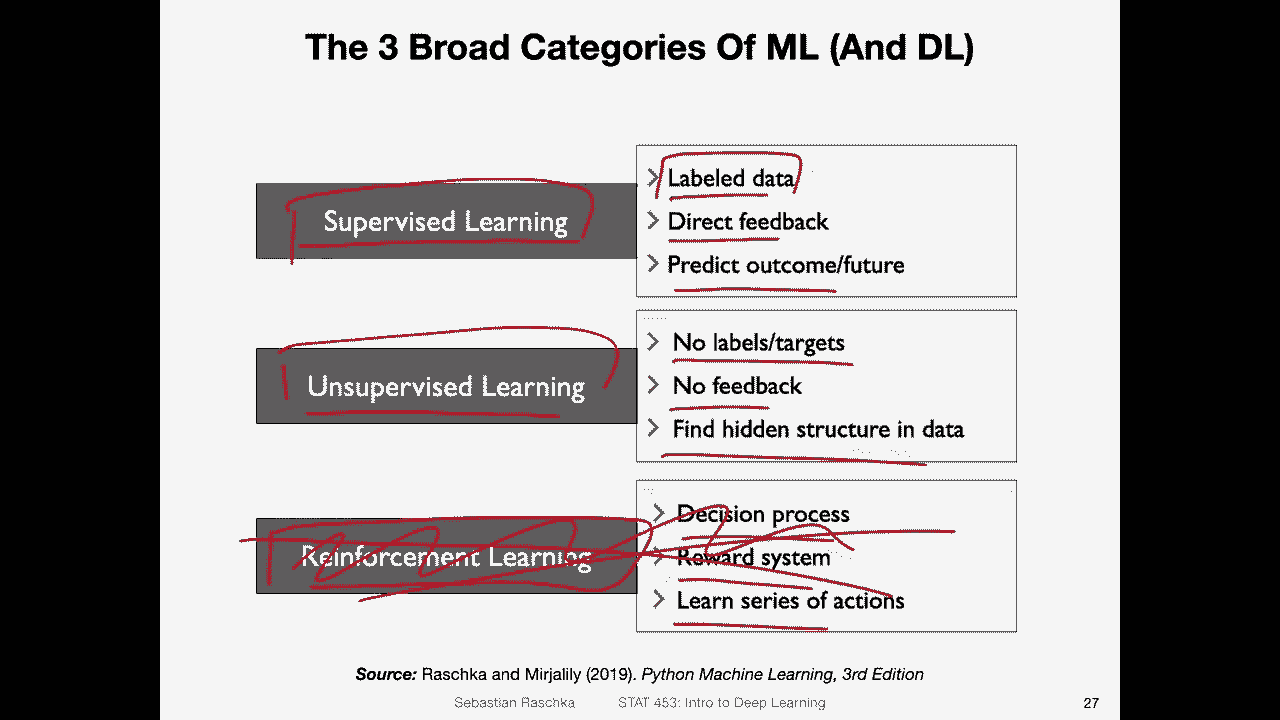 The 3 Broad Categories Of ML (And DL)
Supervised Learning
Labeled data
Direct feedback
Predict outcome/future
Unsupervised Learning
No labels/targets
No feedback
Find hidden structure in data
Reinforcement Learning
Decision process
Reward system
Learn series of actions
Source: Raschka and Mirjalily (2019). Python Machine Learning, 3rd Edition
Sebastian Raschka STAT 453: Intro to Deep Learning 27